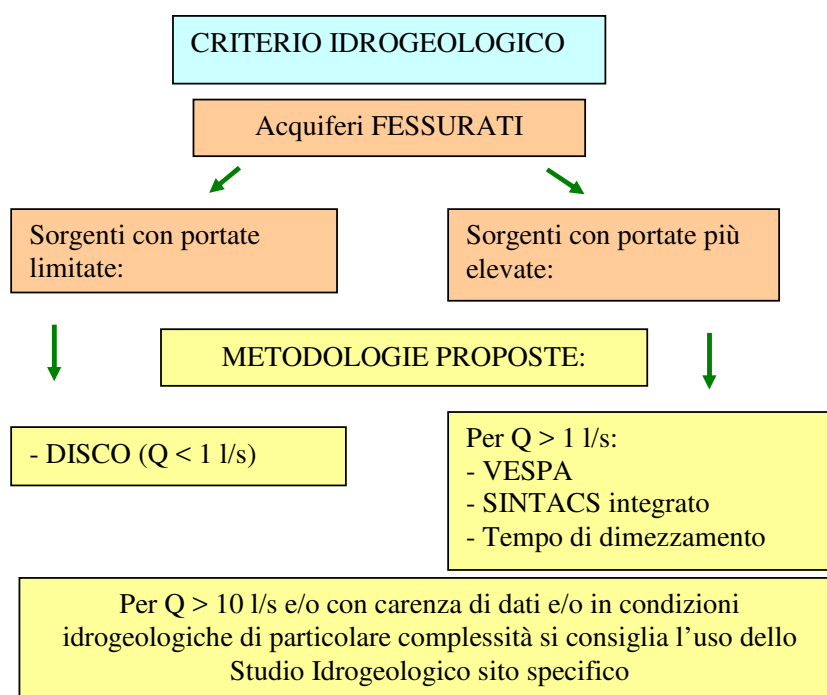 CRITERIO IDROGEOLOGICO
Acquiferi FESSURATI
Sorgenti con portate
limitate:
Sorgenti con portate più
elevate:
METODOLOGIE PROPOSTE:
- DISCO (Q < 1 l/s)
Per Q > 1 l/s:
- VESPA
- SINTACS integrato
- Tempo di dimezzamento
Per Q > 10 l/s e/o con carenza di dati e/o in condizioni
idrogeologiche di particolare complessità si consiglia l’uso dello
Studio Idrogeologico sito specifico